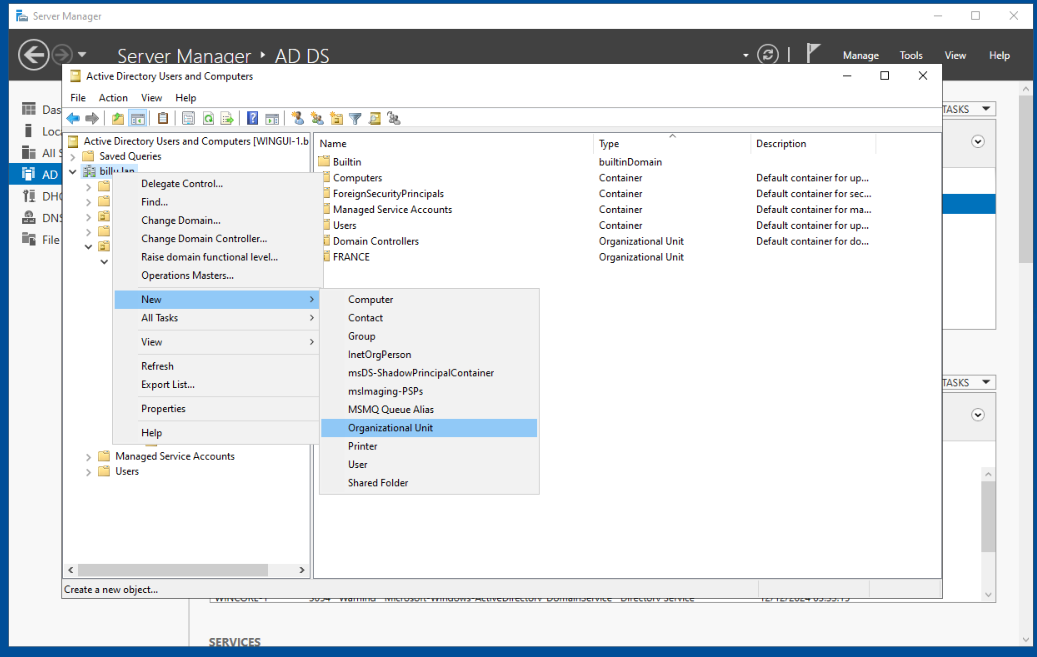 Server Manager
Server Manager ‣ AD DS
Manage Tools View Help
Active Directory Users and Computers
File Action View Help
Das
Loc
All S
AD
DHC
DNS
File
TASKS
TASKS
Active Directory Users and Computers [WINGUI-1.b
Saved Queries
billu.lan
Managed Service Accounts
Users
Delegate Control...
Find...
Change Domain...
Change Domain Controller...
Raise domain functional level...
Operations Masters...
New
All Tasks
View
Refresh
Export List...
Properties
Help
Computer
Contact
Group
InetOrgPerson
msDS-ShadowPrincipalContainer
msImaging-PSPs
MSMQ Queue Alias
Organizational Unit
Printer
User
Shared Folder
Name Type Description
Builtin builtinDomain
Computers Container Default container for up...
ForeignSecurityPrincipals Container Default container for sec...
Managed Service Accounts Container Default container for ma...
Users Container Default container for up...
Domain Controllers Organizational Unit Default container for do...
FRANCE Organizational Unit
Create a new object...
Microsoft-Windows-ActiveDirectory_DomainService Directory Service
SERVICES